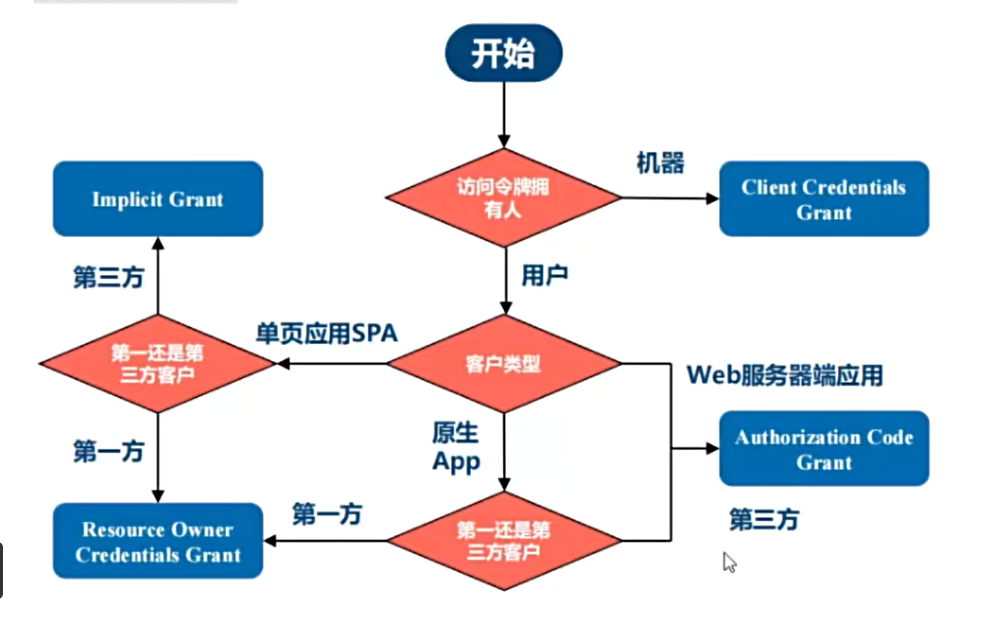 开始
访问令牌拥
有人
机器
Client Credentials
Grant
用户
Implicit Grant
第三方
单页应用SPA
第一还是第
三方客户
客户类型
Web服务器端应用
第一方
原生
App
Authorization Code
Grant
Resource Owner
Credentials Grant
第一方
第一还是第
三方客户
第三方